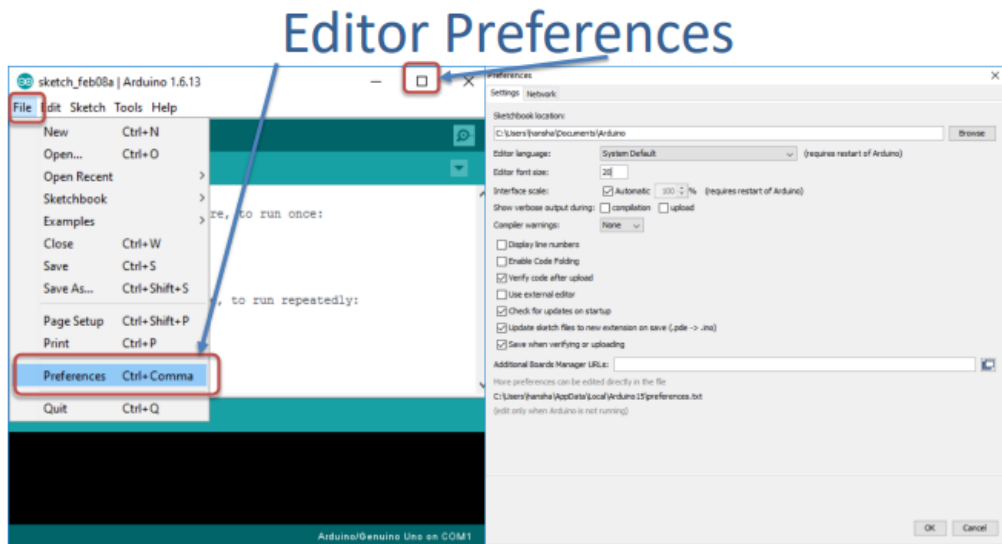 Editor Preferences
sketch_feb08a | Arduino 1.6.13
File Edit Sketch Tools Help
New Ctrl+N
Open... Ctrl+O
Open Recent
Sketchbook
Examples
Close Ctrl+W
Save Ctrl+S
Save As... Ctrl+Shift+S
Page Setup Ctrl+Shift+P
Print Ctrl+P
Preferences Ctrl+Comma
Quit Ctrl+Q
re, to run once:
, to run repeatedly:
Arduino/Genuino Uno on COM1
Preferences
Settings Network
Sketchbook location:
C:\Users\hansha\Documents\Arduino Browse
Editor language: System Default (requires restart of Arduino)
Editor font size: 20
Interface scale: Automatic 100 % (requires restart of Arduino)
Show verbose output during: compilation upload
Compiler warnings: None
Display line numbers
Enable Code Folding
Verify code after upload
Use external editor
Check for updates on startup
Update sketch files to new extension on save (.pde -> .ino)
Save when verifying or uploading
Additional Boards Manager URLs:
More preferences can be edited directly in the file
C:\Users\hansha\AppData\Local\Arduino15\preferences.txt
(edit only when Arduino is not running)
OK Cancel